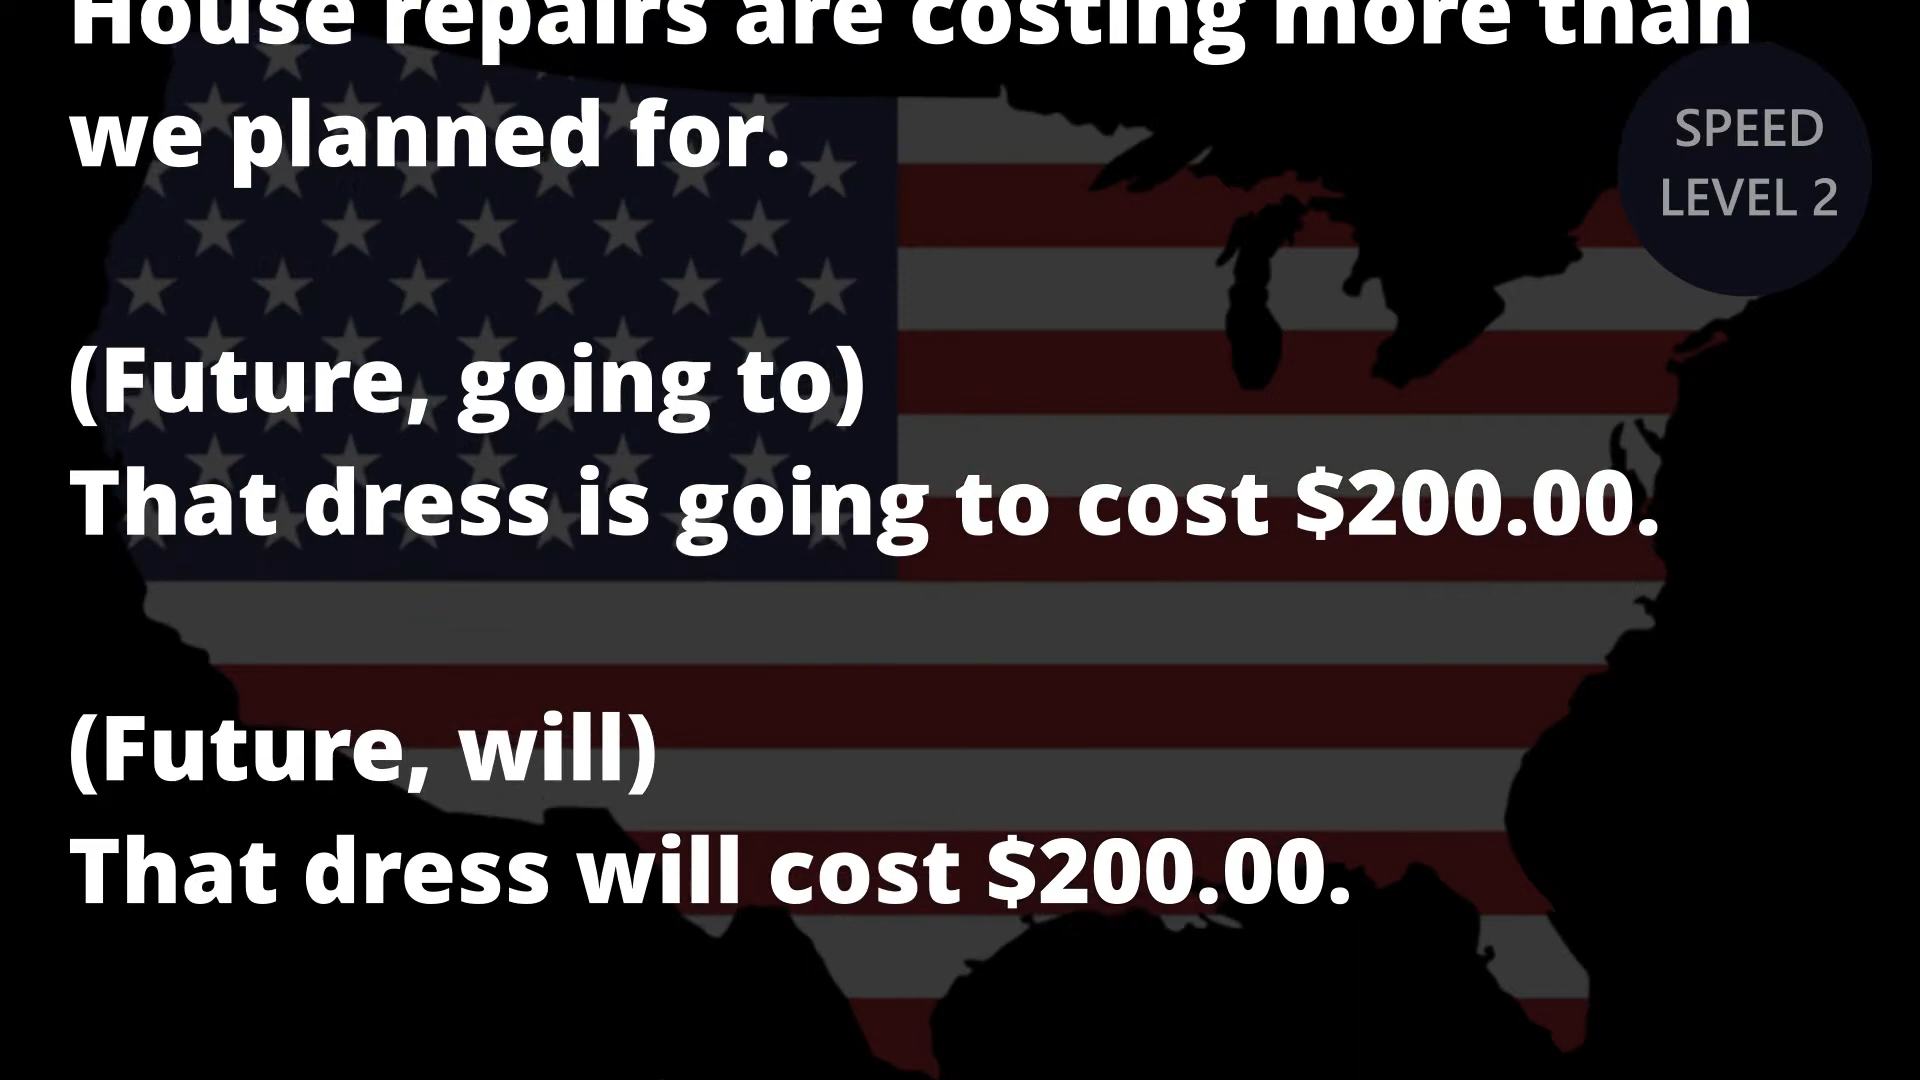 House repairs are costing more than
we planned for.
SPEED
LEVEL 2
(Future, going to)
That dress is going to cost $200.00.
(Future, will)
That dress will cost $200.00.